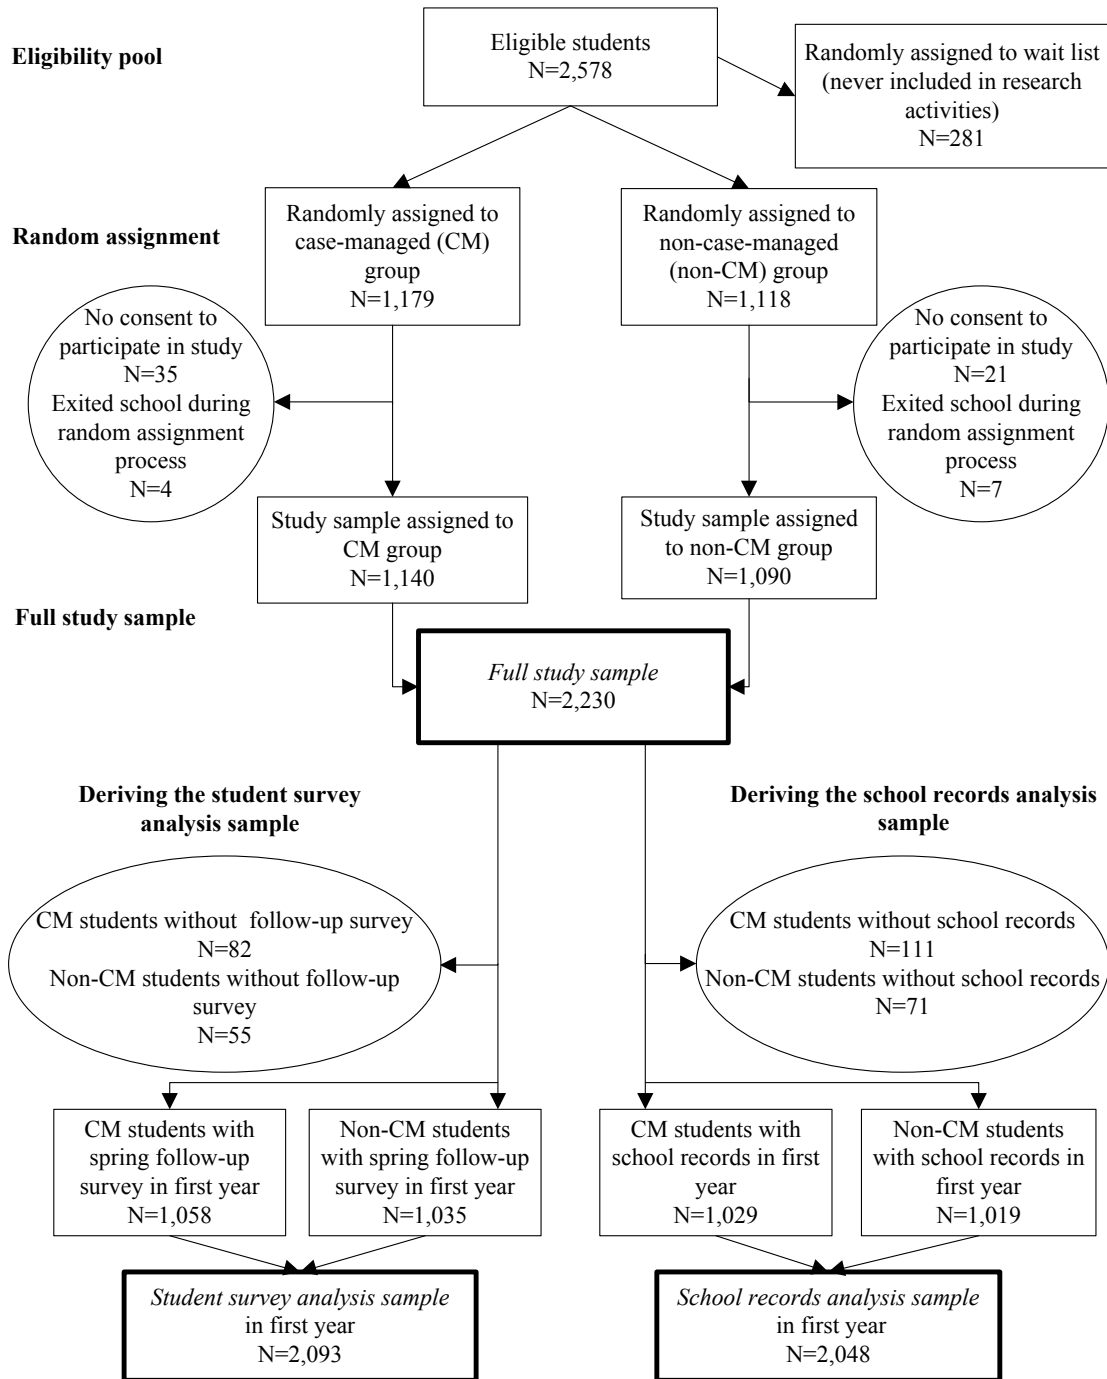 Eligibility pool
Eligible students
N=2,578
Randomly assigned to wait list
(never included in research
activities)
N=281
Random assignment
Randomly assigned to
case-managed (CM)
group
N=1,179
Randomly assigned to
non-case-managed
(non-CM) group
N=1,118
No consent to
participate in study
N=35
Exited school during
random assignment
process
N=4
No consent to
participate in study
N=21
Exited school during
random assignment
process
N=7
Study sample assigned to
CM group
N=1,140
Study sample assigned
to non-CM group
N=1,090
Full study sample
Full study sample
N=2,230
Deriving the student survey
analysis sample
Deriving the school records analysis
sample
CM students without follow-up survey
N=82
Non-CM students without follow-up
survey
N=55
CM students without school records
N=111
Non-CM students without school records
N=71
CM students with
spring follow-up
survey in first year
N=1,058
Non-CM students
with spring follow-up
survey in first year
N=1,035
CM students with
school records in first
year
N=1,029
Non-CM students
with school records in
first year
N=1,019
Student survey analysis sample
in first year
N=2,093
School records analysis sample
in first year
N=2,048